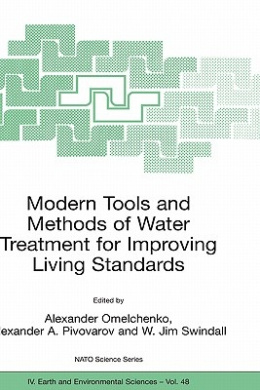 Modern Tools and
Methods of Water
Treatment for Improving
Living Standards
Edited by
Alexander Omelchenko,
exander A. Pivovarov and W. Jim Swindall
NATO Science Series
IV. Earth and Environmental Sciences – Vol. 48